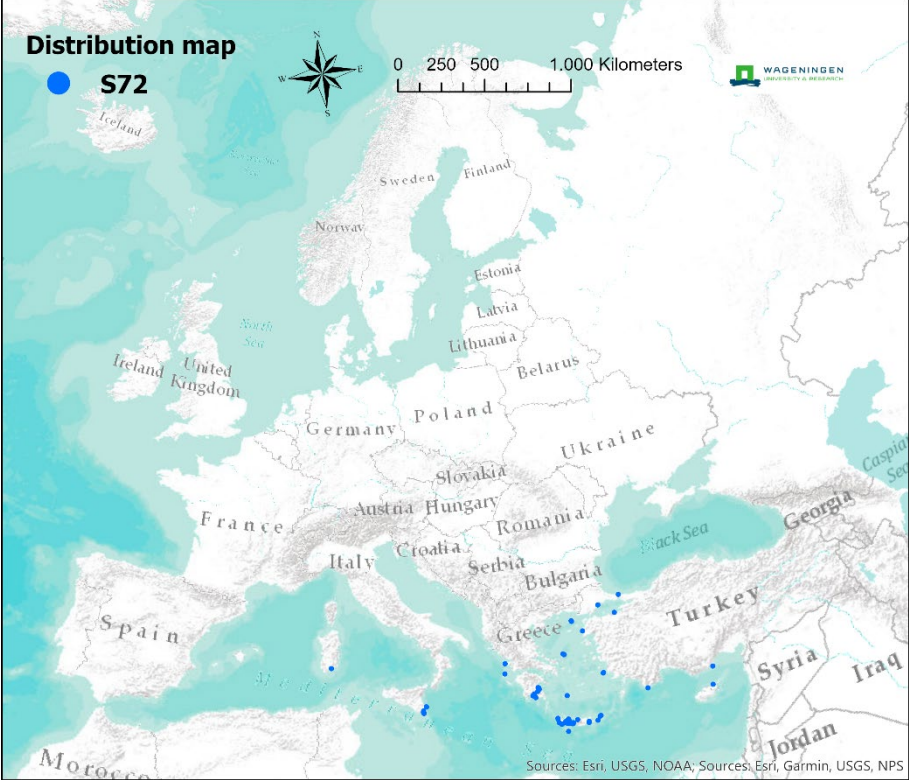 Distribution map
S72
N
W
E
S
0 250 500 1.000 Kilometers
WAGENINGEN
UNIVERSITY & RESEARCH
Iceland
Sweden
Finland
Norway
Estonia
Latvia
Lithuania
Belarus
North
Sea
Ireland
United
Kingdom
Germany
Poland
Ukraine
Slovakia
Austria
Hungary
France
Romania
Croatia
Italy
Serbia
Bulgaria
Black Sea
Georgia
Caspian
Sea
Spain
Greece
Turkey
Mediterranean Sea
Syria
Iraq
Jordan
Morocco
Sources: Esri, USGS, NOAA; Sources: Esri, Garmin, USGS, NPS